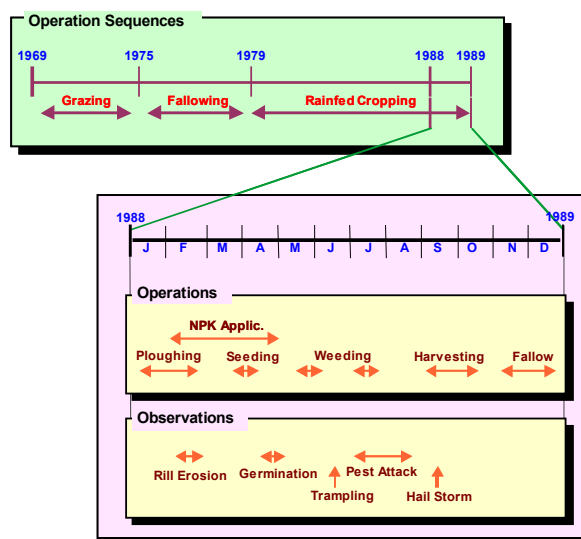 Operation Sequences
1969 1975 1979 1988 1989
Grazing Fallowing Rainfed Cropping
1988 1989
J F M A M J J A S O N D
Operations
NPK Applic.
Ploughing Seeding Weeding Harvesting Fallow
Observations
Rill Erosion Germination Pest Attack
Trampling Hail Storm